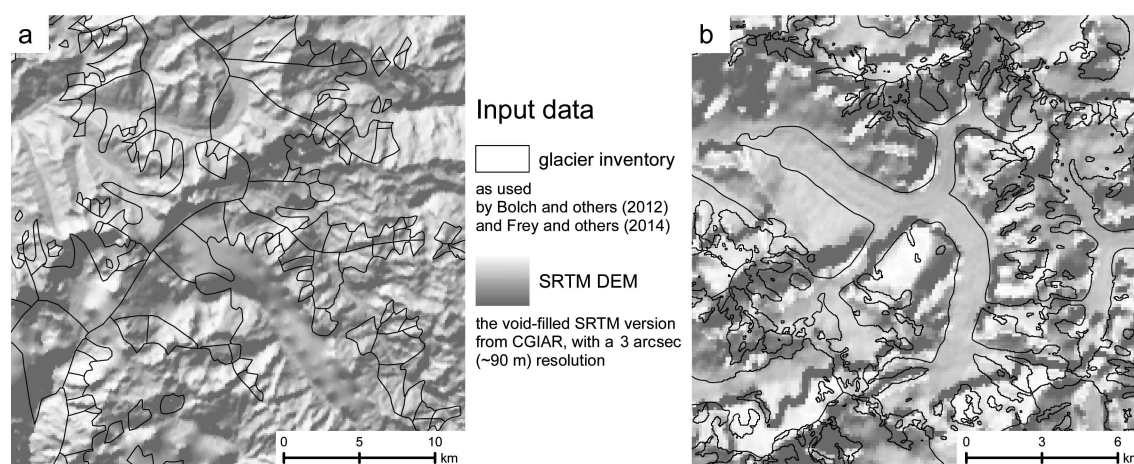 a
Input data
glacier inventory
as used
by Bolch and others (2012)
and Frey and others (2014)
SRTM DEM
the void-filled SRTM version
from CGIAR, with a 3 arcsec
(~90 m) resolution
0 5 10
km
b
0 3 6
km